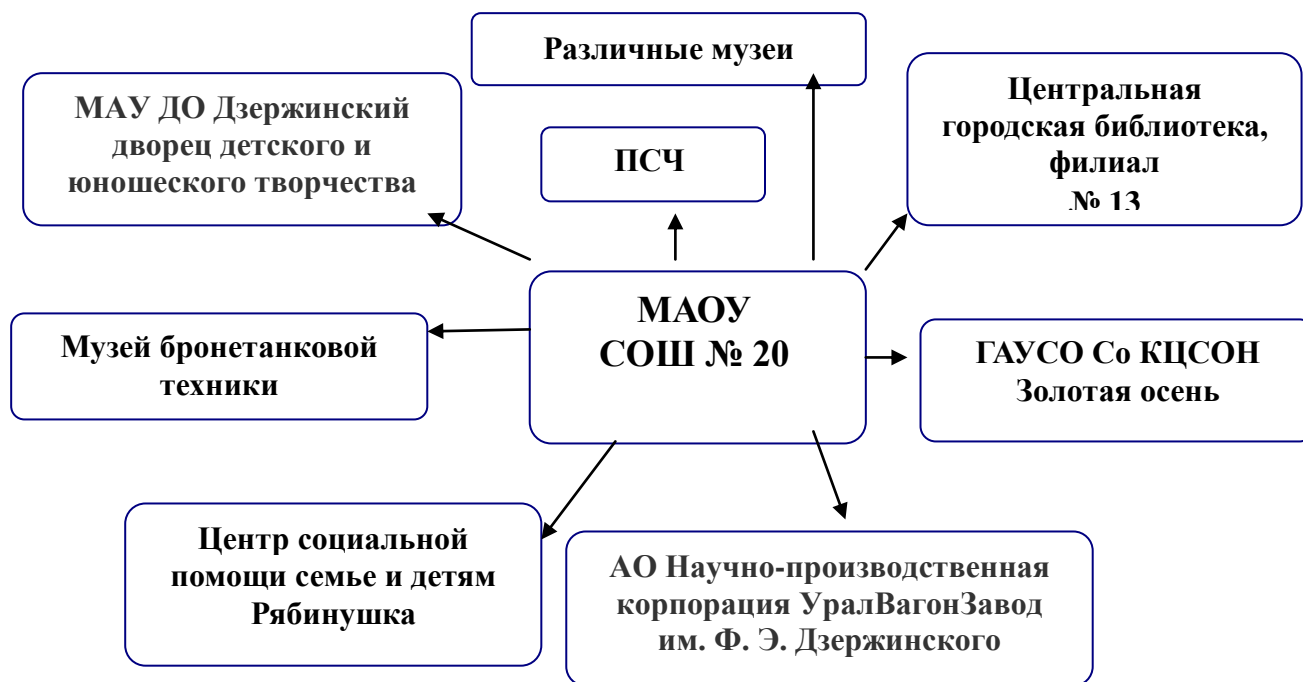 Различные музеи
МАУ ДО Дзержинский
дворец детского и
юношеского творчества
ПСЧ
Центральная
городская библиотека,
филиал
№ 13
МАОУ
СОШ № 20
Музей бронетанковой
техники
ГАУСО Со КЦСОН
Золотая осень
Центр социальной
помощи семье и детям
Рябинушка
АО Научно-производственная
корпорация УралВагонЗавод
им. Ф. Э. Дзержинского